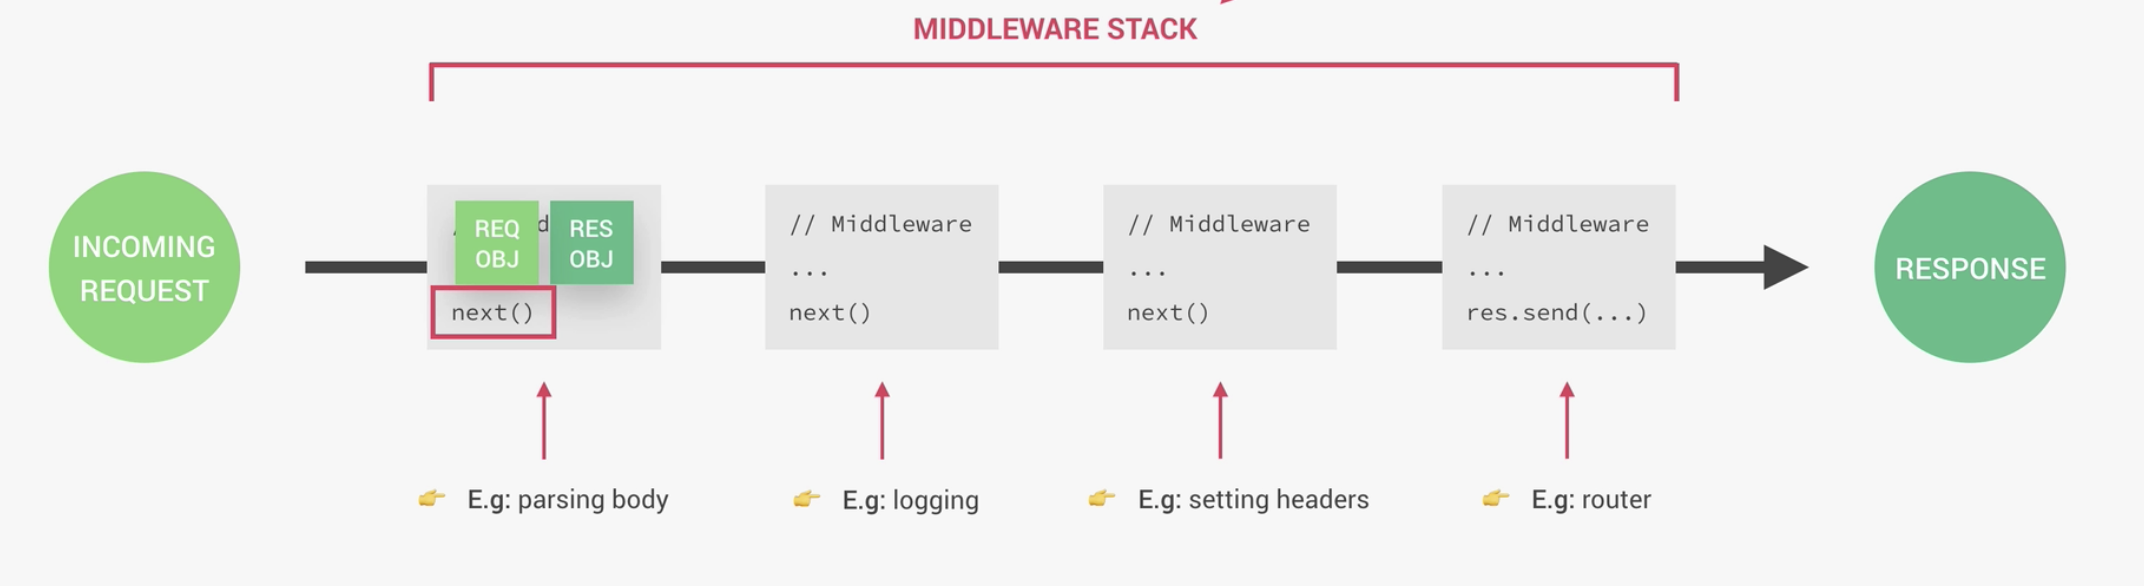 MIDDLEWARE STACK
INCOMING
REQUEST
REQ
OBJ
RES
OBJ
next()
// Middleware
...
next()
// Middleware
...
next()
// Middleware
...
res.send(...)
RESPONSE
👉 E.g: parsing body
👉 E.g: logging
👉 E.g: setting headers
👉 E.g: router